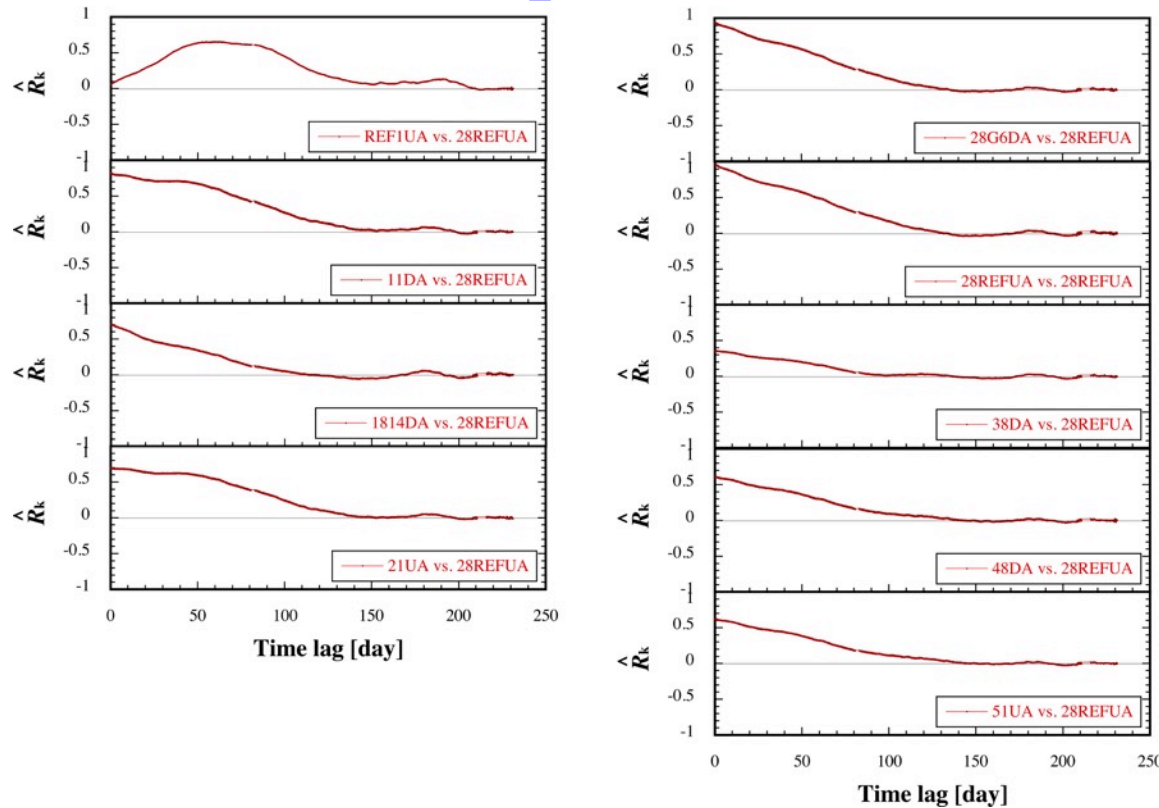 1
0.5
0
-0.5
-1
R̂k
REF1UA vs. 28REFUA
1
0.5
0
-0.5
-1
R̂k
11DA vs. 28REFUA
1
0.5
0
-0.5
-1
R̂k
1814DA vs. 28REFUA
1
0.5
0
-0.5
-1
R̂k
21UA vs. 28REFUA
0 50 100 150 200 250
Time lag [day]
1
0.5
0
-0.5
-1
R̂k
28G6DA vs. 28REFUA
1
0.5
0
-0.5
-1
R̂k
28REFUA vs. 28REFUA
1
0.5
0
-0.5
-1
R̂k
38DA vs. 28REFUA
1
0.5
0
-0.5
-1
R̂k
48DA vs. 28REFUA
1
0.5
0
-0.5
-1
R̂k
51UA vs. 28REFUA
0 50 100 150 200 250
Time lag [day]